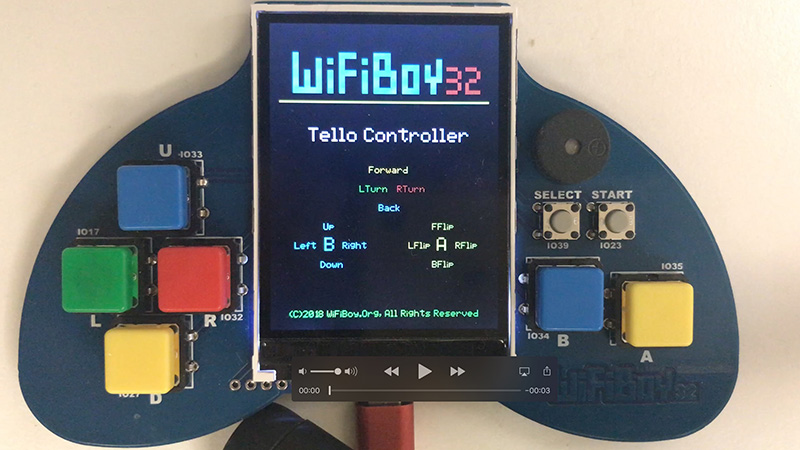 WiFiBoy32
Tello Controller
Forward
LTurn RTurn
Back
Up
Left B Right
Down
FFlip
LFlip A RFlip
BFlip
(C)2018 WiFiBoy.Org, All Rights Reserved
U IO33
IO17
L
R IO32
IO27
D
SELECT START
IO39 IO23
IO35
IO34
B
A
00:00 -00:03
WiFiBoy32